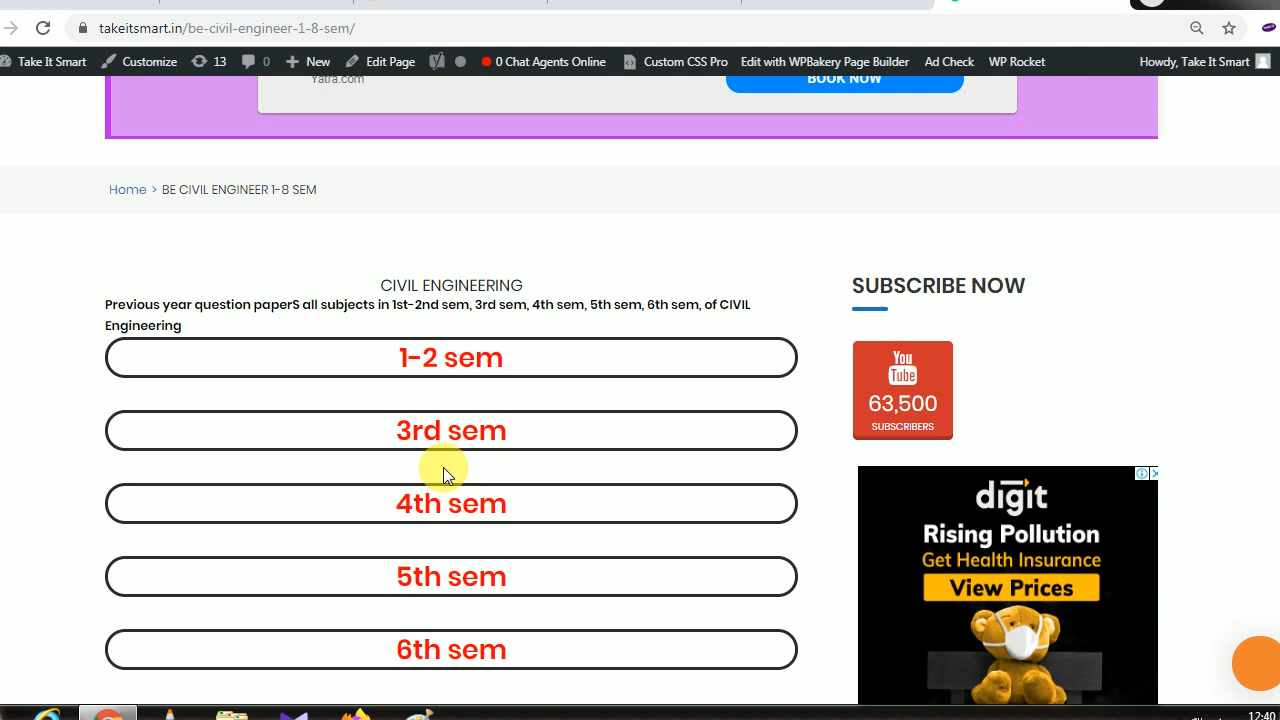 takeitsmart.in/be-civil-engineer-1-8-sem/
Take It Smart Customize 13 0 New Edit Page 0 Chat Agents Online Custom CSS Pro Edit with WPBakery Page Builder Ad Check WP Rocket Howdy, Take It Smart
Yatra.com
BOOK NOW
Home > BE CIVIL ENGINEER 1-8 SEM
CIVIL ENGINEERING
Previous year question paperS all subjects in 1st-2nd sem, 3rd sem, 4th sem, 5th sem, 6th sem, of CIVIL
Engineering
1-2 sem
3rd sem
4th sem
5th sem
6th sem
SUBSCRIBE NOW
You
Tube
63,500
SUBSCRIBERS
digit
Rising Pollution
Get Health Insurance
View Prices
12:40